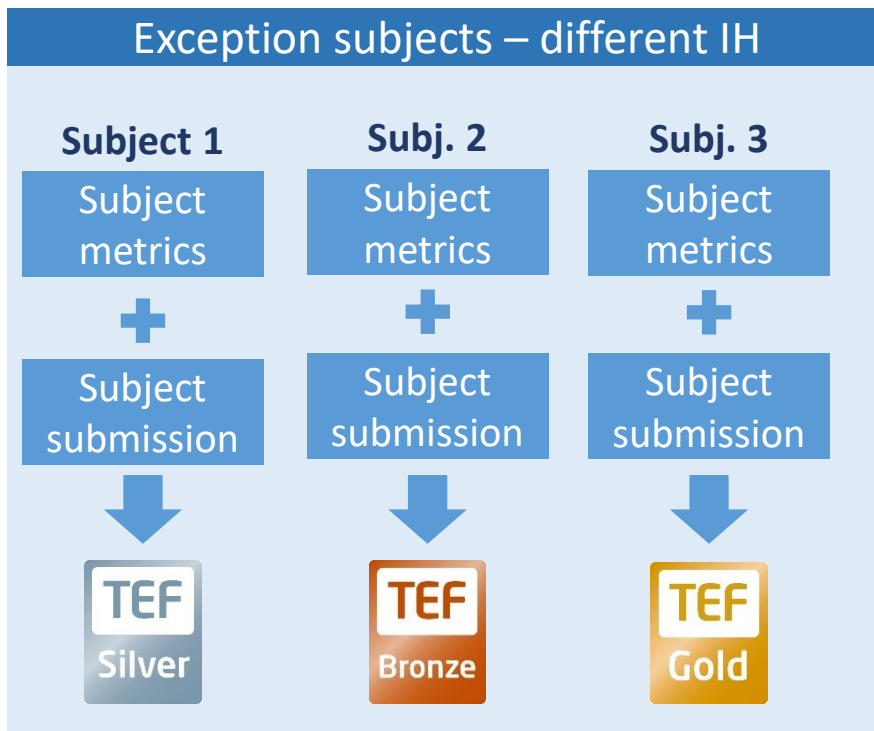 Exception subjects – different IH
Subject 1
Subj. 2
Subj. 3
Subject
metrics
Subject
metrics
Subject
metrics
Subject
submission
Subject
submission
Subject
submission
TEF
Silver
TEF
Bronze
TEF
Gold